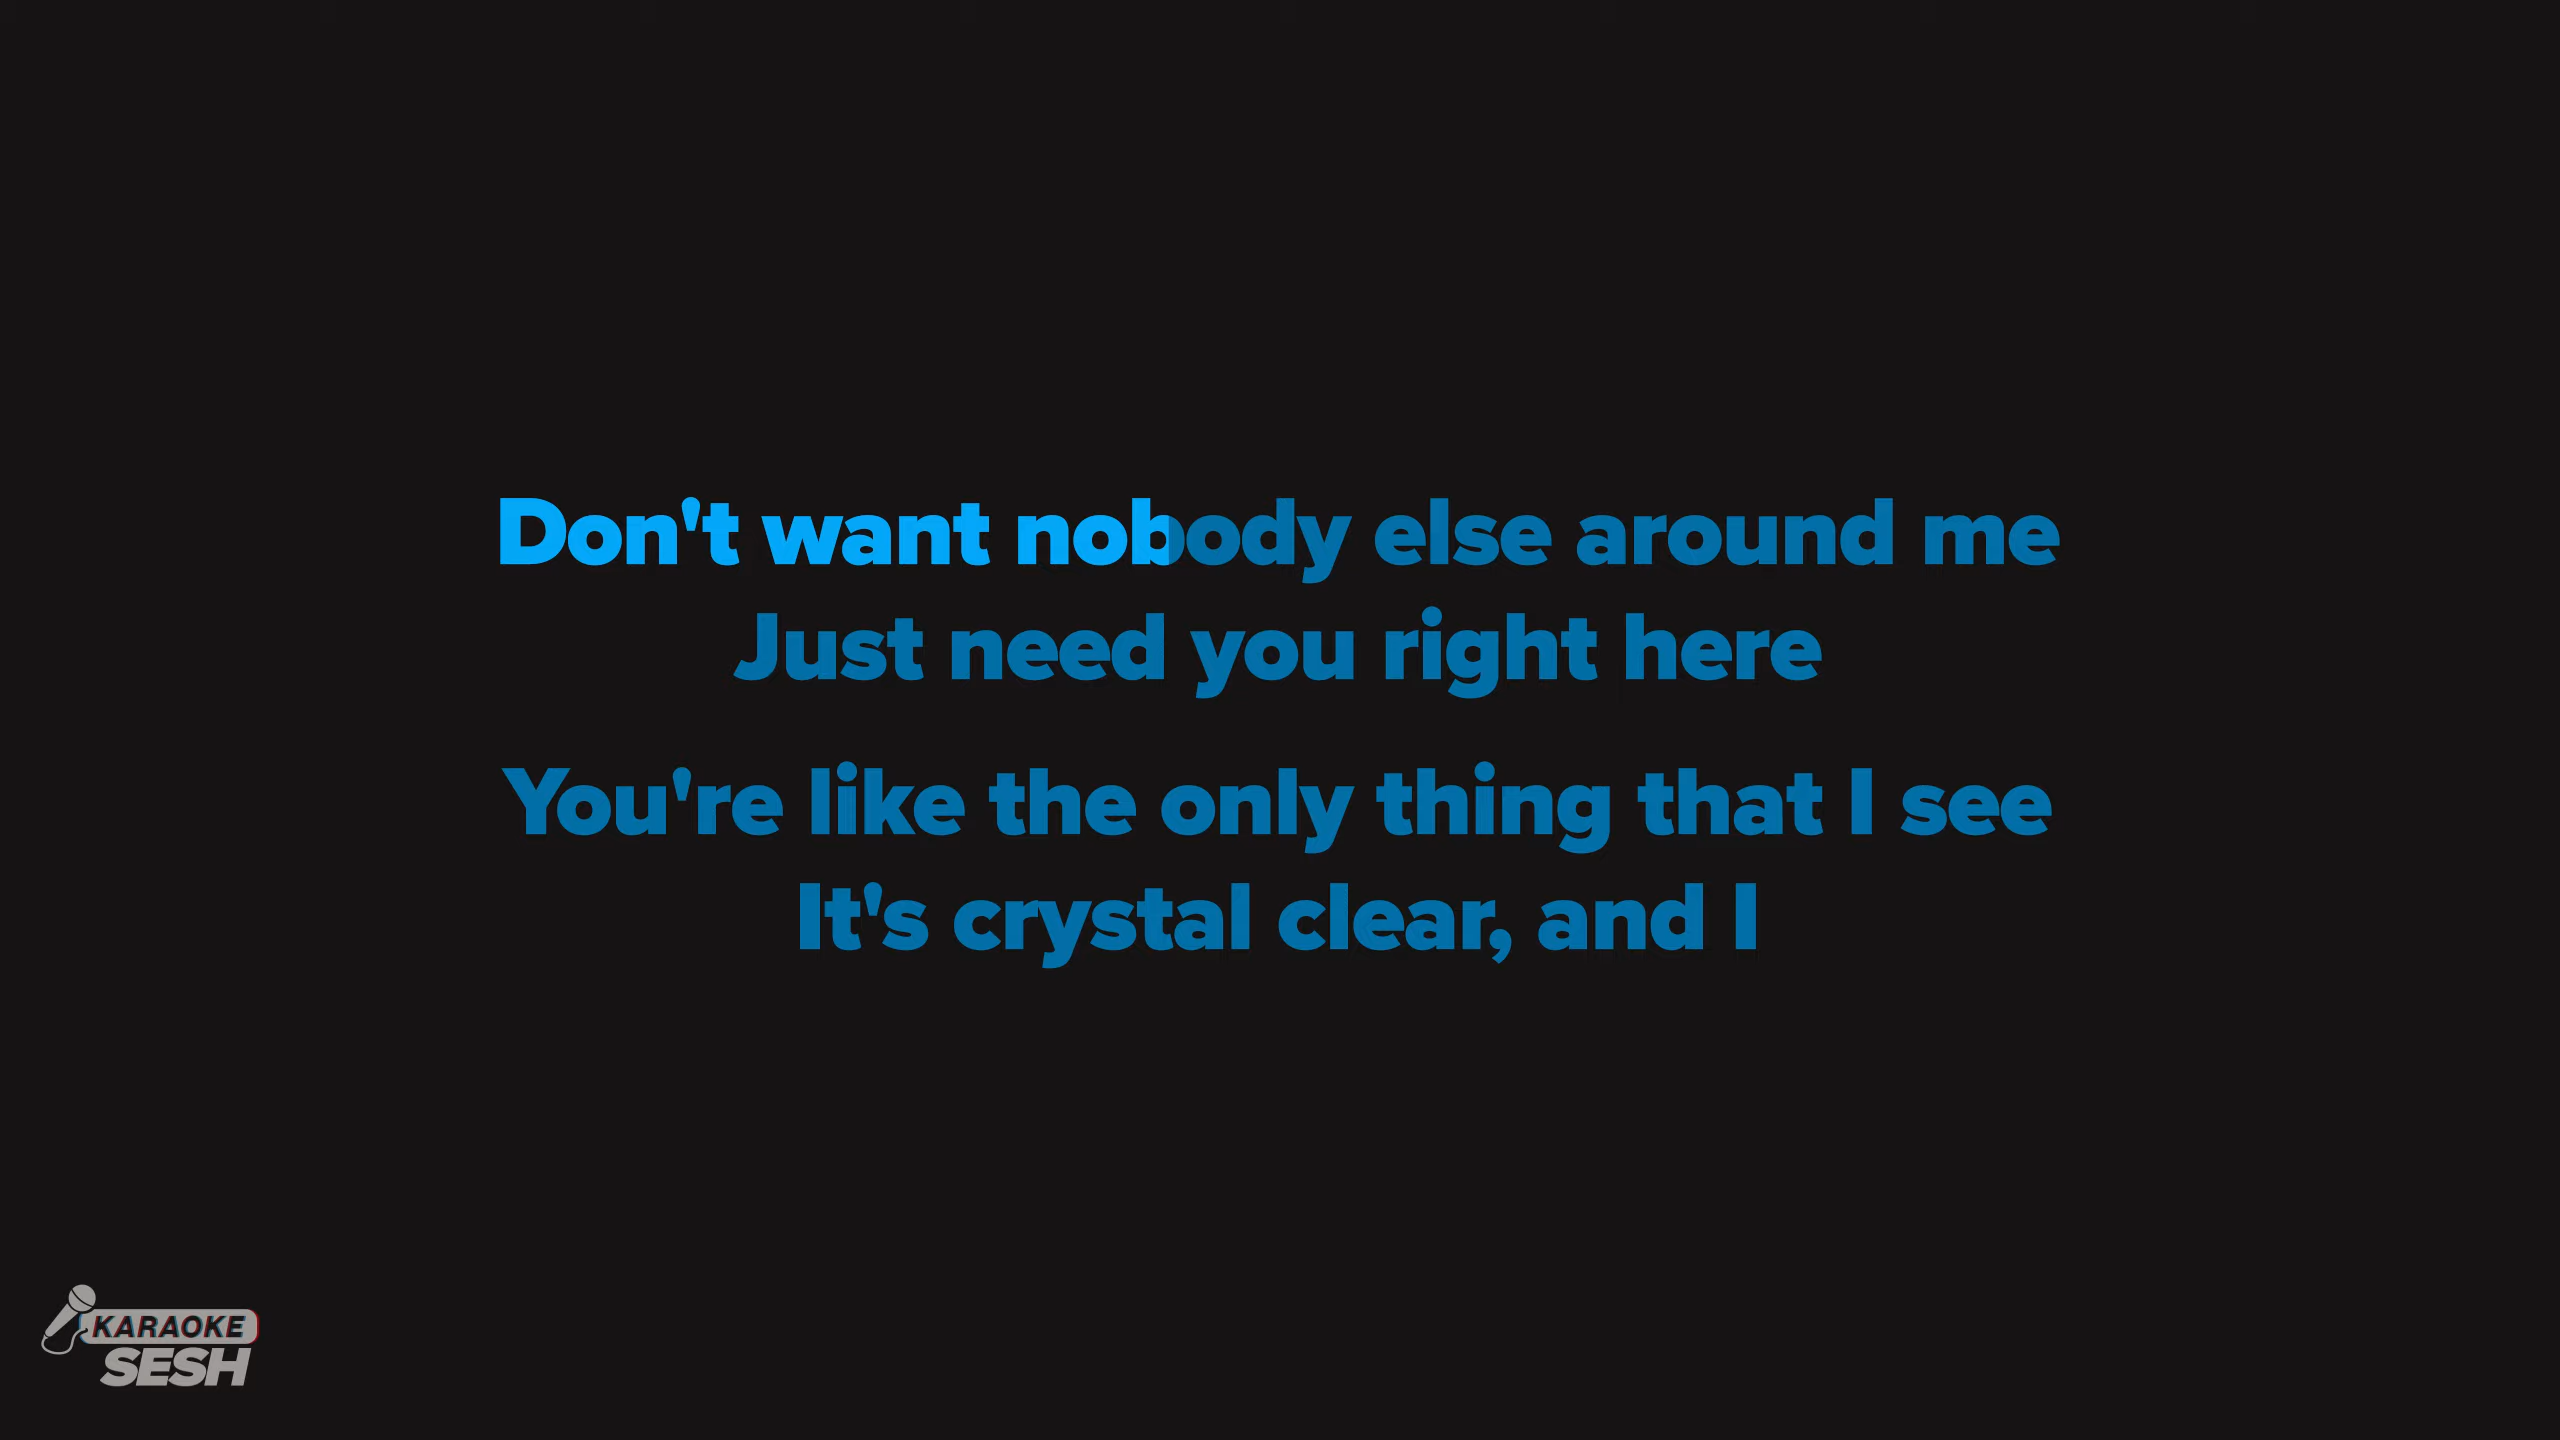 Don't want nobody else around me
Just need you right here
You're like the only thing that I see
It's crystal clear, and I
KARAOKE
SESH